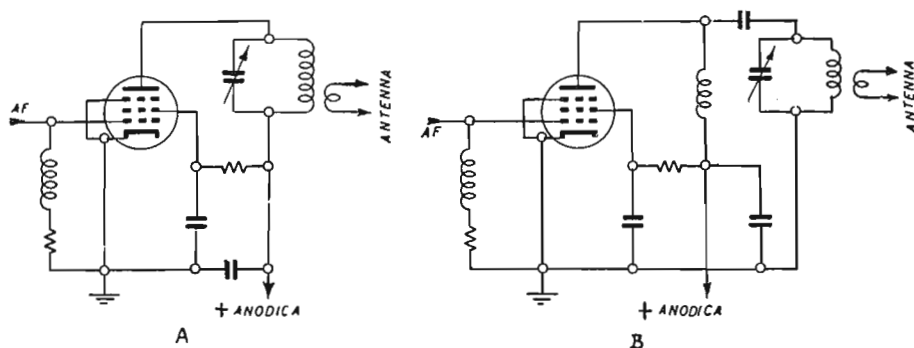 AF
ANTENNA
+ ANODICA
A
AF
ANTENNA
+ ANODICA
B